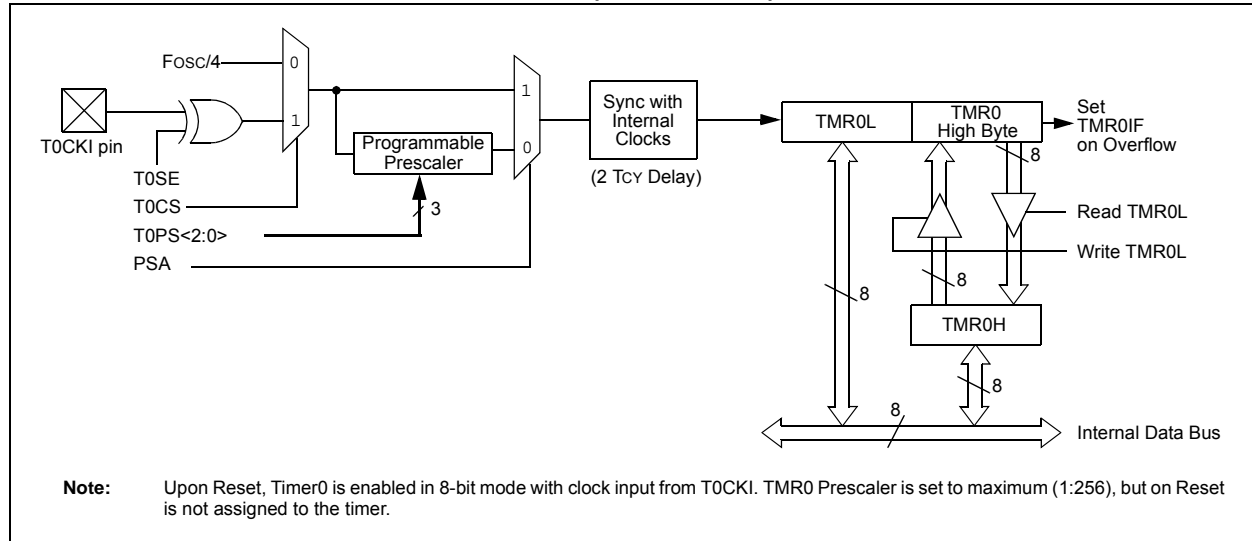 FOSC/4
0
1
T0CKI pin
T0SE
T0CS
T0PS<2:0>
PSA
Programmable
Prescaler
3
1
0
Sync with
Internal
Clocks
(2 TCY Delay)
TMR0L
TMR0
High Byte
Set
TMR0IF
on Overflow
8
Read TMR0L
Write TMR0L
8
8
TMR0H
8
8
Internal Data Bus
Note: Upon Reset, Timer0 is enabled in 8-bit mode with clock input from T0CKI. TMR0 Prescaler is set to maximum (1:256), but on Reset
is not assigned to the timer.